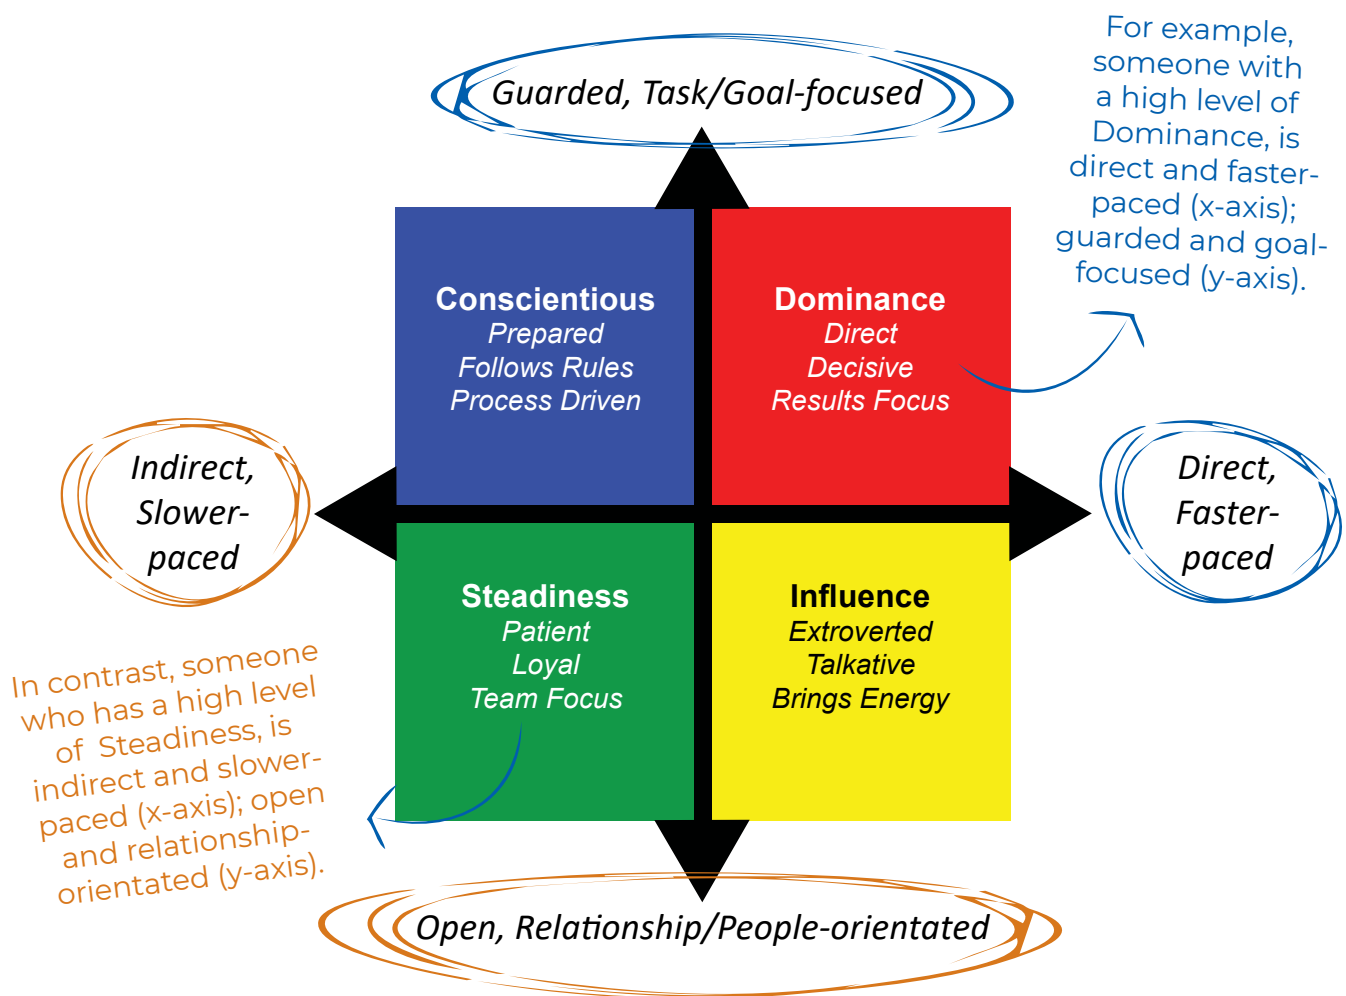 For example,
someone with
a high level of
Dominance, is
direct and faster-
paced (x-axis);
guarded and goal-
focused (y-axis).
Guarded, Task/Goal-focused
Conscientious
Prepared
Follows Rules
Process Driven
Dominance
Direct
Decisive
Results Focus
Indirect,
Slower-
paced
Direct,
Faster-
paced
Steadiness
Patient
Loyal
Team Focus
Influence
Extroverted
Talkative
Brings Energy
In contrast, someone
who has a high level
of Steadiness, is
indirect and slower-
paced (x-axis); open
and relationship-
orientated (y-axis).
Open, Relationship/People-orientated